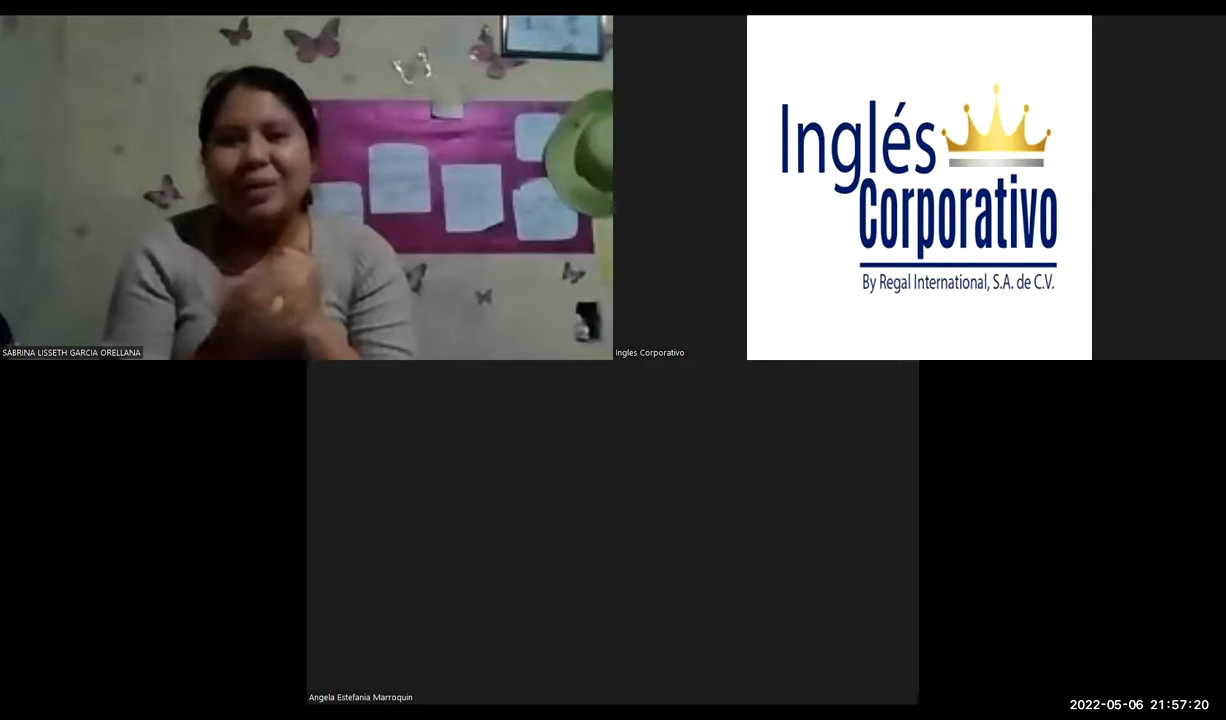 Inglés
Corporativo
By Regal International, S.A. de C.V.
SABRINA LISSETH GARCIA ORELLANA
Ingles Corporativo
Angela Estefania Marroquin
2022-05-06 21:57:20